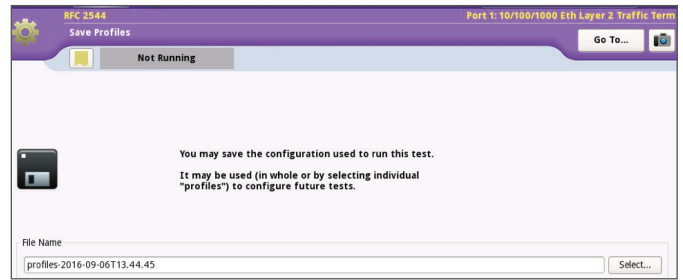 RFC 2544
Port 1: 10/100/1000 Eth Layer 2 Traffic Term
Save Profiles
Go To...
Not Running
You may save the configuration used to run this test.
It may be used (in whole or by selecting individual
"profiles") to configure future tests.
File Name
profiles-2016-09-06T13.44.45
Select...